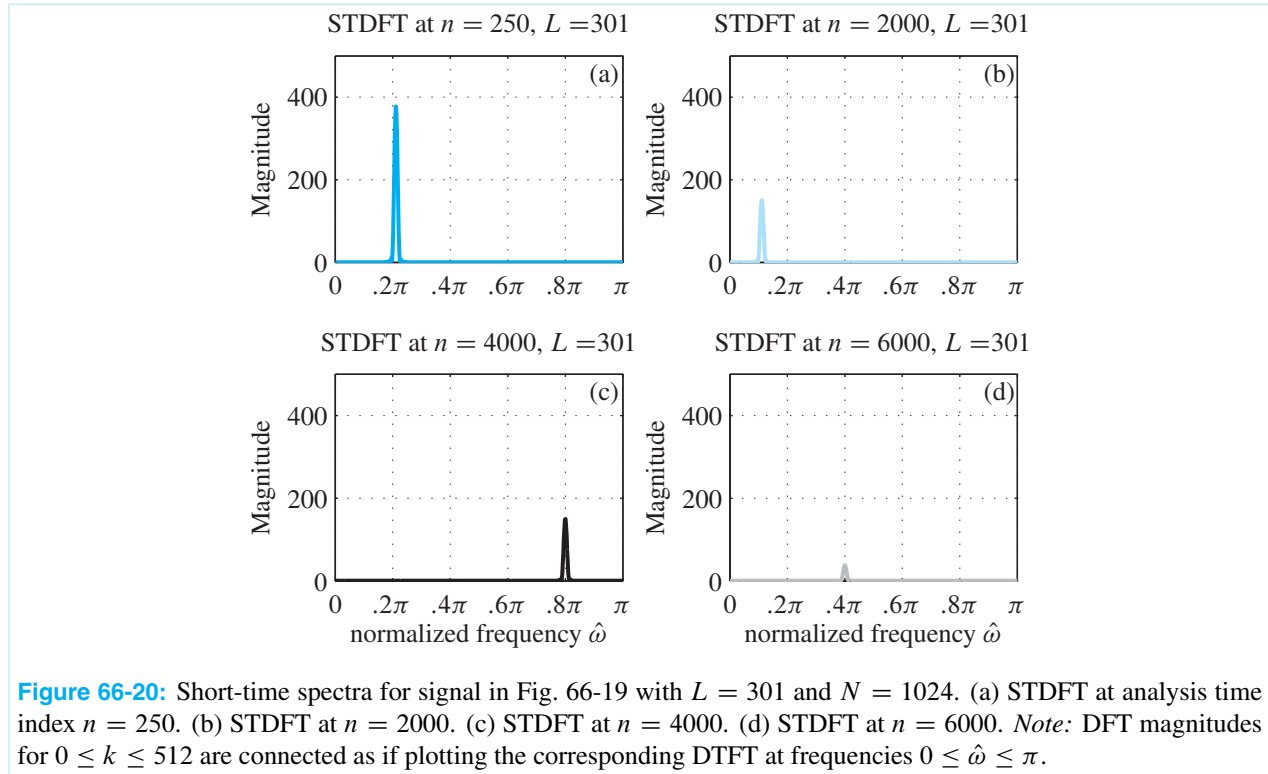 STDFT at n = 250, L =301
STDFT at n = 2000, L =301
(a)
(b)
400
200
0
Magnitude
0 .2π .4π .6π .8π π
400
200
0
Magnitude
0 .2π .4π .6π .8π π
STDFT at n = 4000, L =301
STDFT at n = 6000, L =301
(c)
(d)
400
200
0
Magnitude
0 .2π .4π .6π .8π π
normalized frequency ω̂
400
200
0
Magnitude
0 .2π .4π .6π .8π π
normalized frequency ω̂
Figure 66-20: Short-time spectra for signal in Fig. 66-19 with L = 301 and N = 1024. (a) STDFT at analysis time
index n = 250. (b) STDFT at n = 2000. (c) STDFT at n = 4000. (d) STDFT at n = 6000. Note: DFT magnitudes
for 0 ≤ k ≤ 512 are connected as if plotting the corresponding DTFT at frequencies 0 ≤ ω̂ ≤ π.